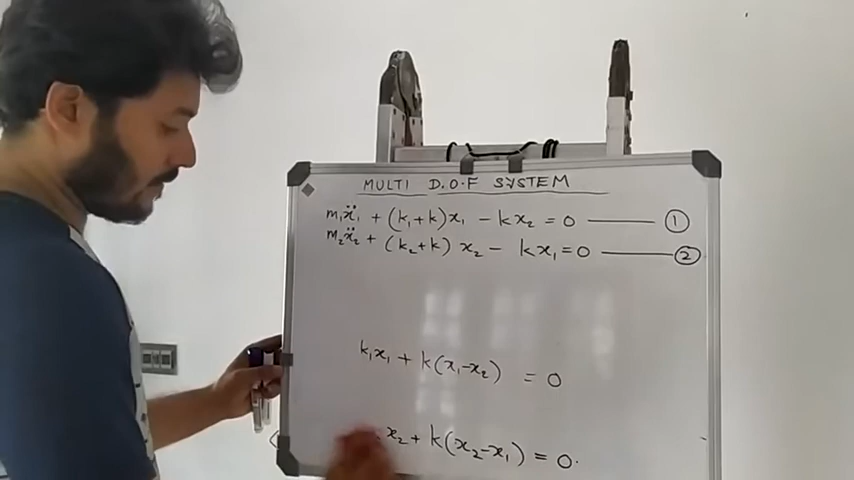 MULTI D.O.F SYSTEM
m₁ẍ₁ + (k₁+k)x₁ − kx₂ = 0 ——— ①
m₂ẍ₂ + (k₂+k) x₂ − kx₁ = 0 ——— ②
k₁x₁ + k(x₁−x₂) = 0
x₂ + k(x₂−x₁) = 0.